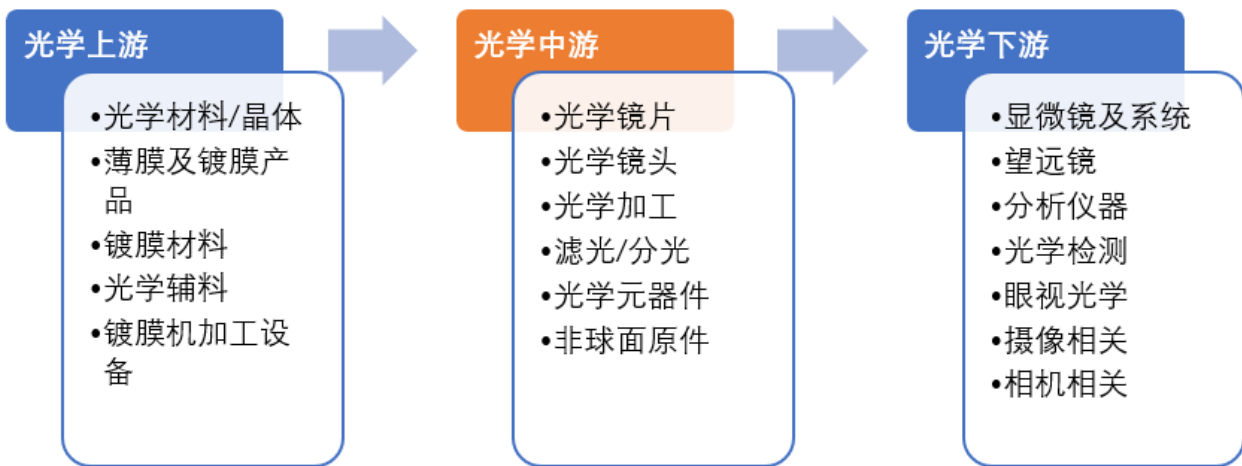 光学上游
•光学材料/晶体
•薄膜及镀膜产
品
•镀膜材料
•光学辅料
•镀膜机加工设
备
光学中游
•光学镜片
•光学镜头
•光学加工
•滤光/分光
•光学元器件
•非球面原件
光学下游
•显微镜及系统
•望远镜
•分析仪器
•光学检测
•眼视光学
•摄像相关
•相机相关